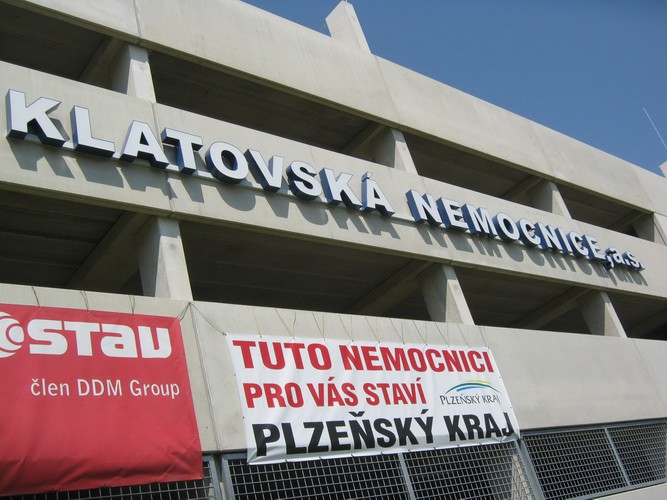 KLATOVSKÁ NEMOCNICE,a.s.
STAV
člen DDM Group
TUTO NEMOCNICI
PRO VÁS STAVÍ
PLZEŇSKÝ KRAJ
PLZEŇSKÝ KRAJ